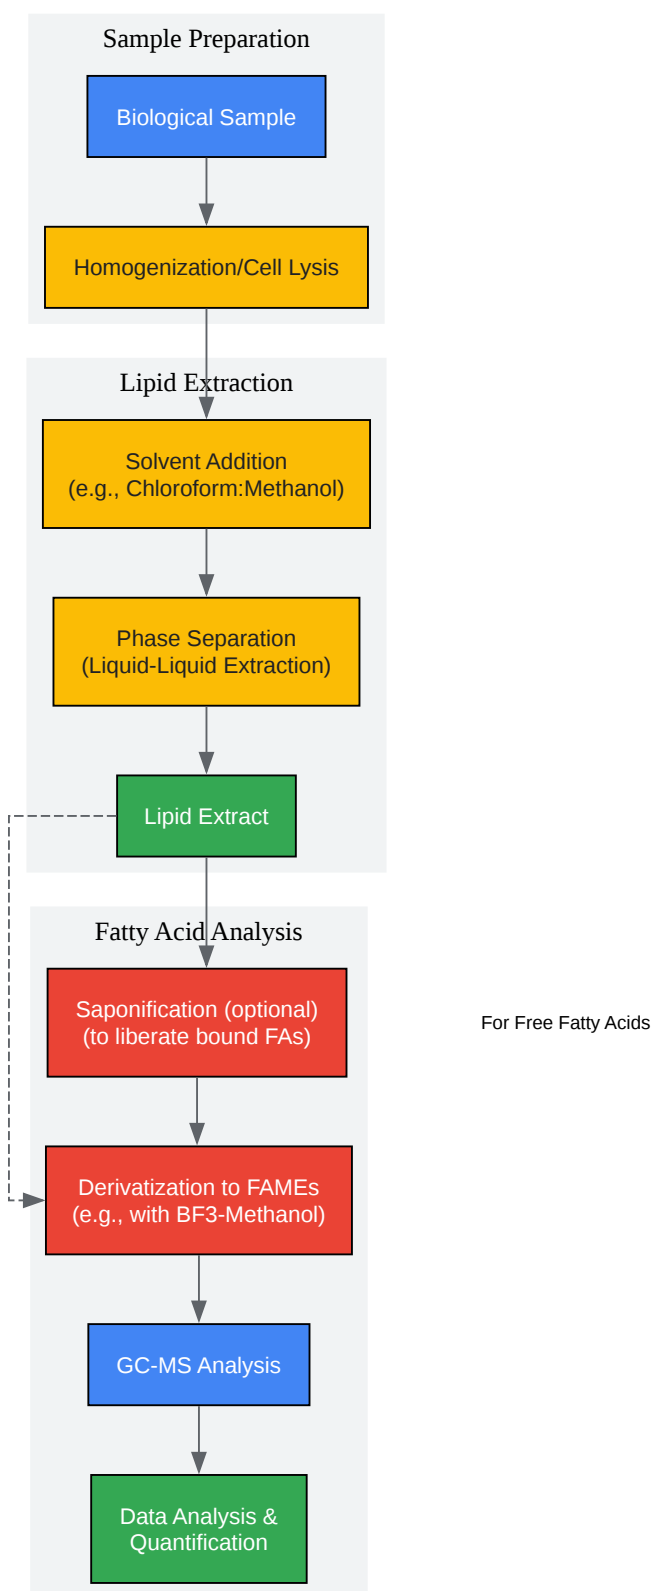 Sample Preparation
Biological Sample
Homogenization/Cell Lysis
Lipid Extraction
Solvent Addition
(e.g., Chloroform:Methanol)
Phase Separation
(Liquid-Liquid Extraction)
Lipid Extract
Fatty Acid Analysis
Saponification (optional)
(to liberate bound FAs)
For Free Fatty Acids
Derivatization to FAMEs
(e.g., with BF3-Methanol)
GC-MS Analysis
Data Analysis &
Quantification